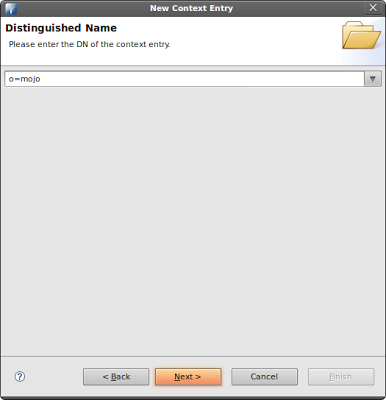 New Context Entry
Distinguished Name
Please enter the DN of the context entry.
o=mojo
?
< Back
Next >
Cancel
Finish